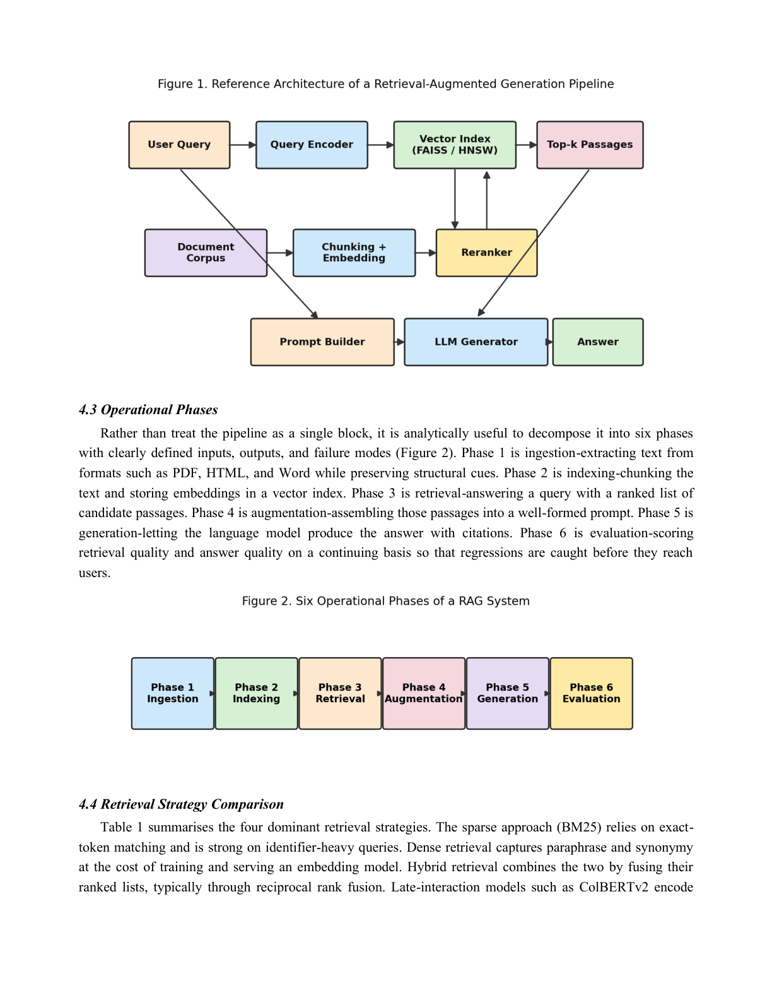 Figure 1. Reference Architecture of a Retrieval-Augmented Generation Pipeline
User Query
Query Encoder
Vector Index
(FAISS / HNSW)
Top-k Passages
Document
Corpus
Chunking +
Embedding
Reranker
Prompt Builder
LLM Generator
Answer
4.3 Operational Phases
Rather than treat the pipeline as a single block, it is analytically useful to decompose it into six phases
with clearly defined inputs, outputs, and failure modes (Figure 2). Phase 1 is ingestion-extracting text from
formats such as PDF, HTML, and Word while preserving structural cues. Phase 2 is indexing-chunking the
text and storing embeddings in a vector index. Phase 3 is retrieval-answering a query with a ranked list of
candidate passages. Phase 4 is augmentation-assembling those passages into a well-formed prompt. Phase 5 is
generation-letting the language model produce the answer with citations. Phase 6 is evaluation-scoring
retrieval quality and answer quality on a continuing basis so that regressions are caught before they reach
users.
Figure 2. Six Operational Phases of a RAG System
Phase 1
Ingestion
Phase 2
Indexing
Phase 3
Retrieval
Phase 4
Augmentation
Phase 5
Generation
Phase 6
Evaluation
4.4 Retrieval Strategy Comparison
Table 1 summarises the four dominant retrieval strategies. The sparse approach (BM25) relies on exact-
token matching and is strong on identifier-heavy queries. Dense retrieval captures paraphrase and synonymy
at the cost of training and serving an embedding model. Hybrid retrieval combines the two by fusing their
ranked lists, typically through reciprocal rank fusion. Late-interaction models such as ColBERTv2 encode